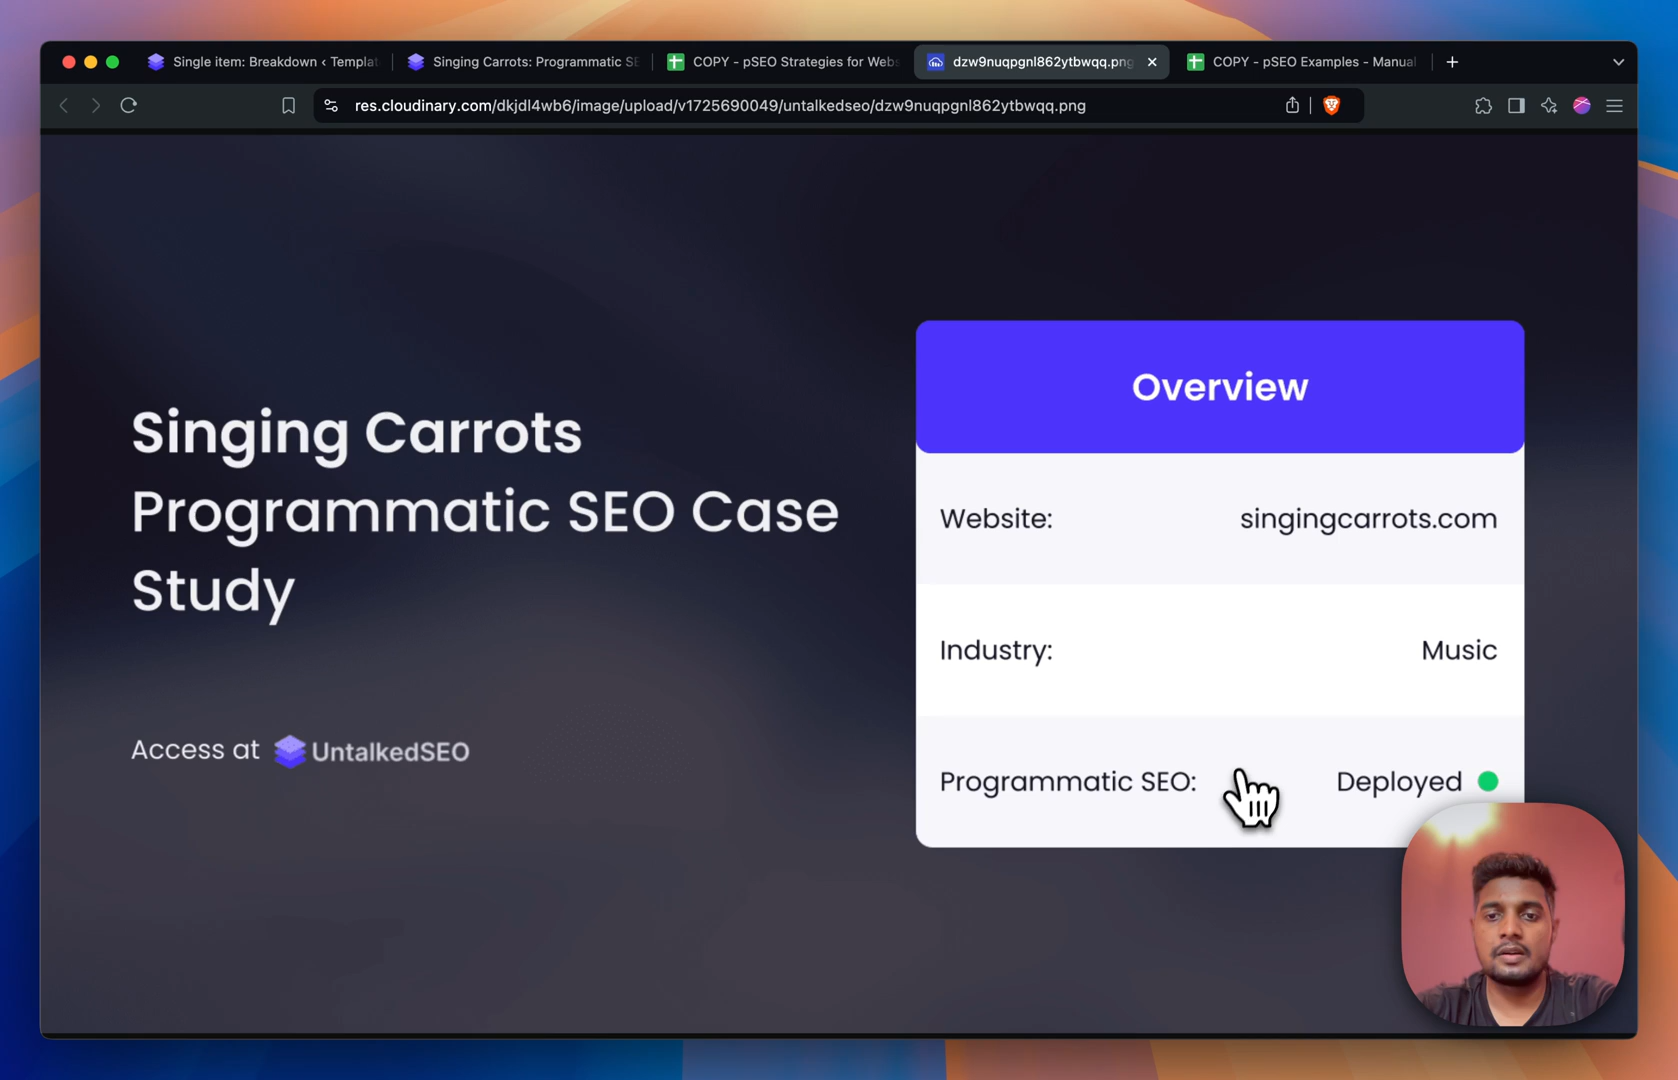 Single item: Breakdown ‹ Templat
Singing Carrots: Programmatic SE
COPY - pSEO Strategies for Webs
dzw9nuqpgnl862ytbwqq.png
COPY - pSEO Examples - Manual
res.cloudinary.com/dkjdl4wb6/image/upload/v1725690049/untalkedseo/dzw9nuqpgnl862ytbwqq.png
Singing Carrots
Programmatic SEO Case
Study
Access at UntalkedSEO
Overview
Website: singingcarrots.com
Industry: Music
Programmatic SEO: Deployed